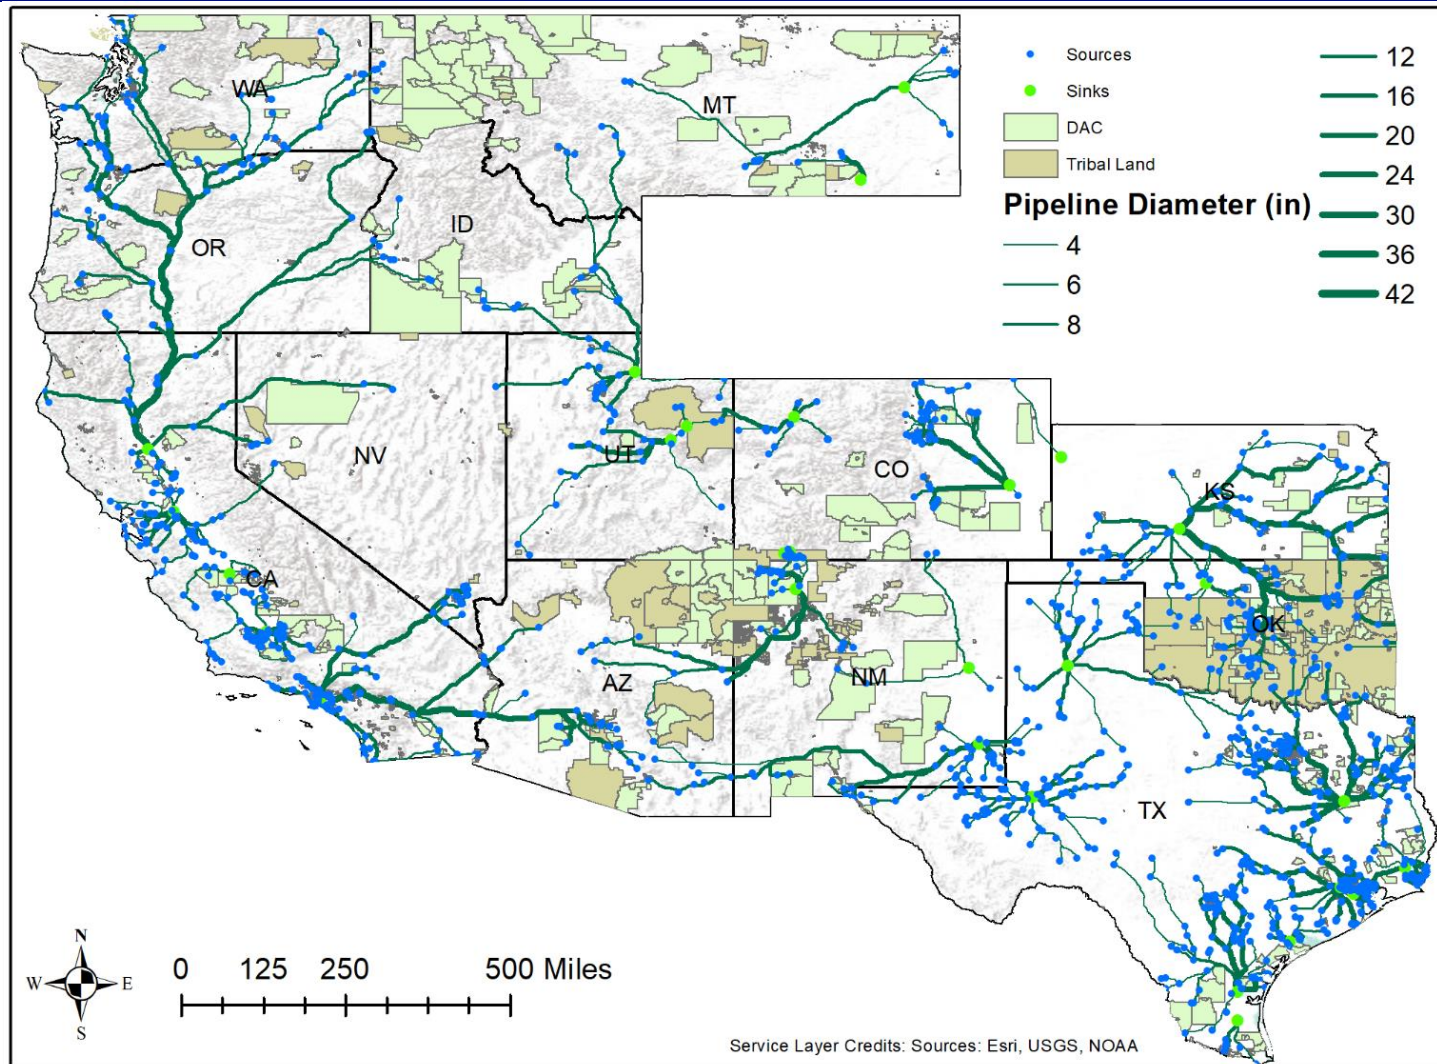 Sources
Sinks
DAC
Tribal Land
Pipeline Diameter (in)
4
6
8
12
16
20
24
30
36
42
WA
MT
OR
ID
NV
UT
CO
KS
CA
AZ
NM
OK
TX
N
W E
S
0 125 250 500 Miles
Service Layer Credits: Sources: Esri, USGS, NOAA